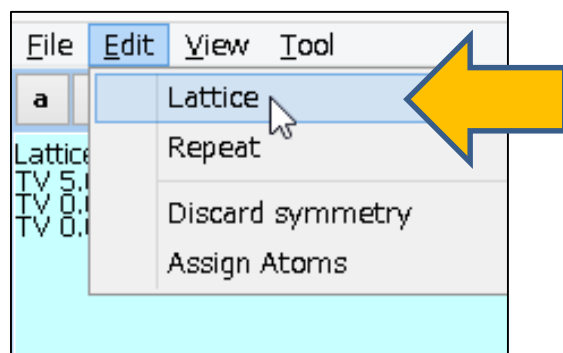 File Edit View Tool
a
Lattice
Repeat
Lattice
TV 5.
TV 0.
TV 0.
Discard symmetry
Assign Atoms